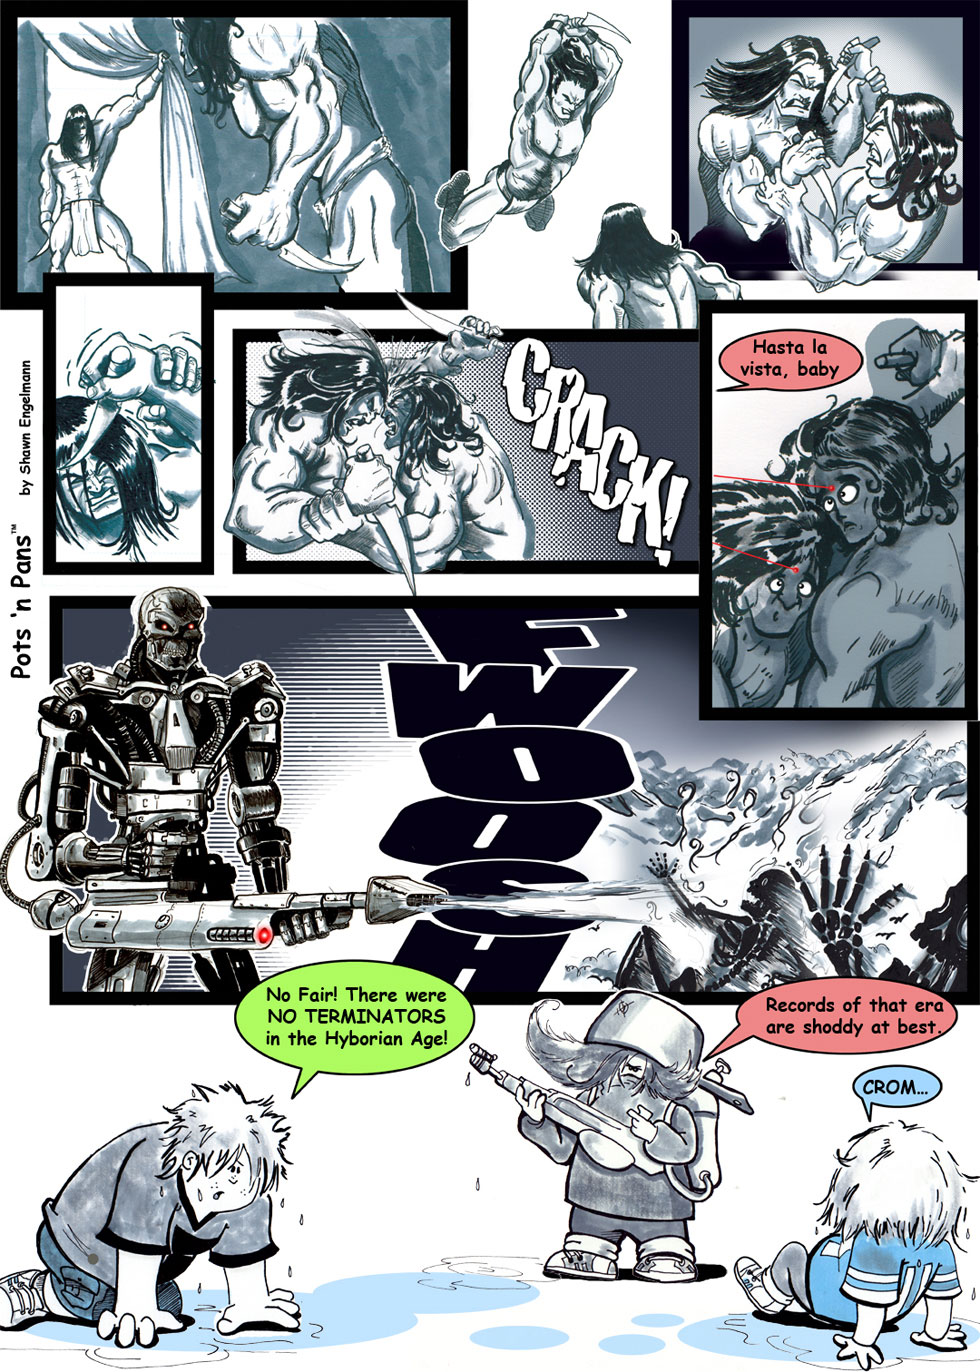 Pots 'n Pans™ by Shawn Engelmann
CRACK!
Hasta la
vista, baby
FWOOOSH
No Fair! There were
NO TERMINATORS
in the Hyborian Age!
Records of that era
are shoddy at best.
CROM...